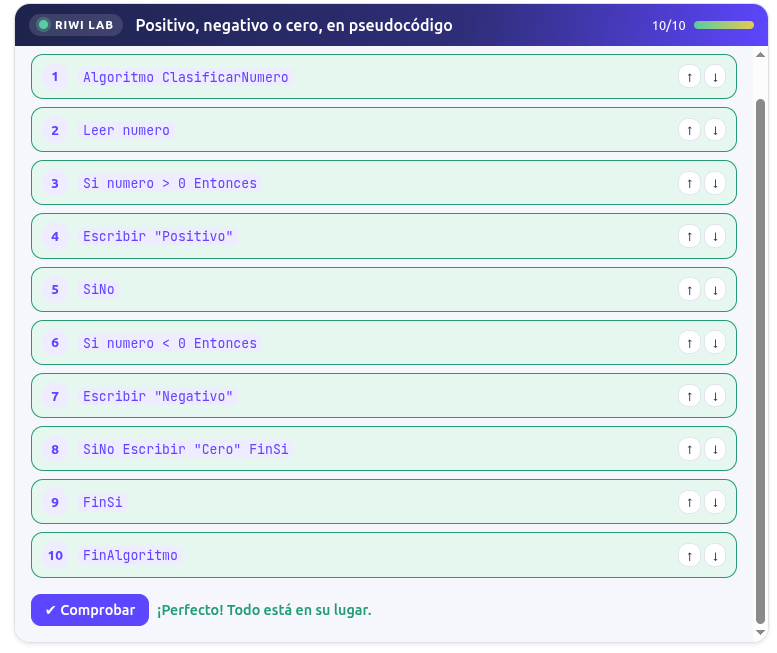 RIWI LAB Positivo, negativo o cero, en pseudocódigo 10/10
1 Algoritmo ClasificarNumero ↑ ↓
2 Leer numero ↑ ↓
3 Si numero > 0 Entonces ↑ ↓
4 Escribir "Positivo" ↑ ↓
5 SiNo ↑ ↓
6 Si numero < 0 Entonces ↑ ↓
7 Escribir "Negativo" ↑ ↓
8 SiNo Escribir "Cero" FinSi ↑ ↓
9 FinSi ↑ ↓
10 FinAlgoritmo ↑ ↓
✔ Comprobar ¡Perfecto! Todo está en su lugar.